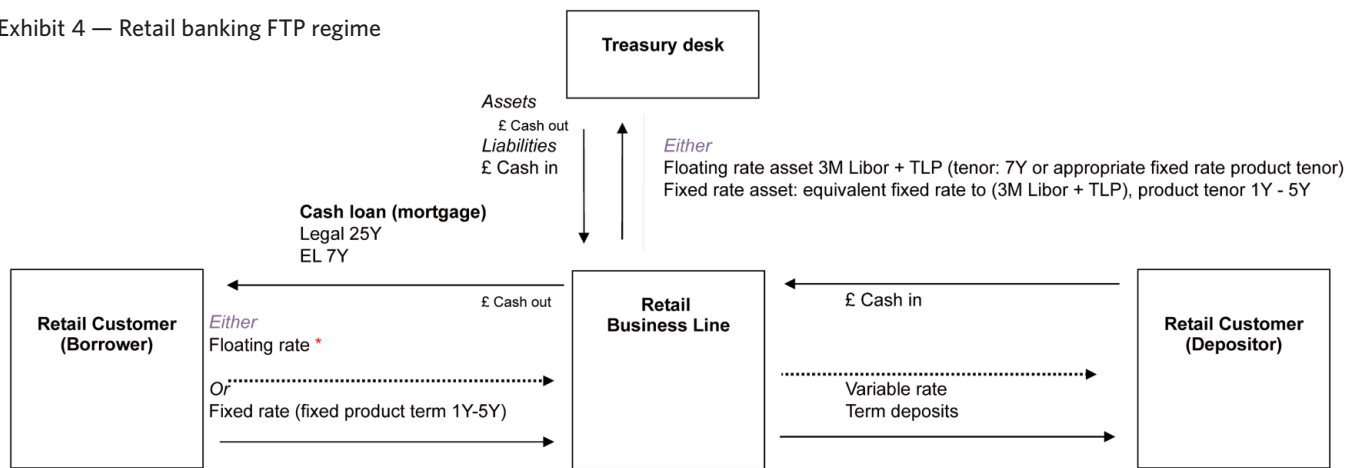 Exhibit 4 — Retail banking FTP regime
Treasury desk
Assets
£ Cash out
Liabilities
£ Cash in
Either
Floating rate asset 3M Libor + TLP (tenor: 7Y or appropriate fixed rate product tenor)
Fixed rate asset: equivalent fixed rate to (3M Libor + TLP), product tenor 1Y - 5Y
Cash loan (mortgage)
Legal 25Y
EL 7Y
£ Cash out
Retail Customer
(Borrower)
Either
Floating rate *
Or
Fixed rate (fixed product term 1Y-5Y)
Retail
Business Line
£ Cash in
Variable rate
Term deposits
Retail Customer
(Depositor)